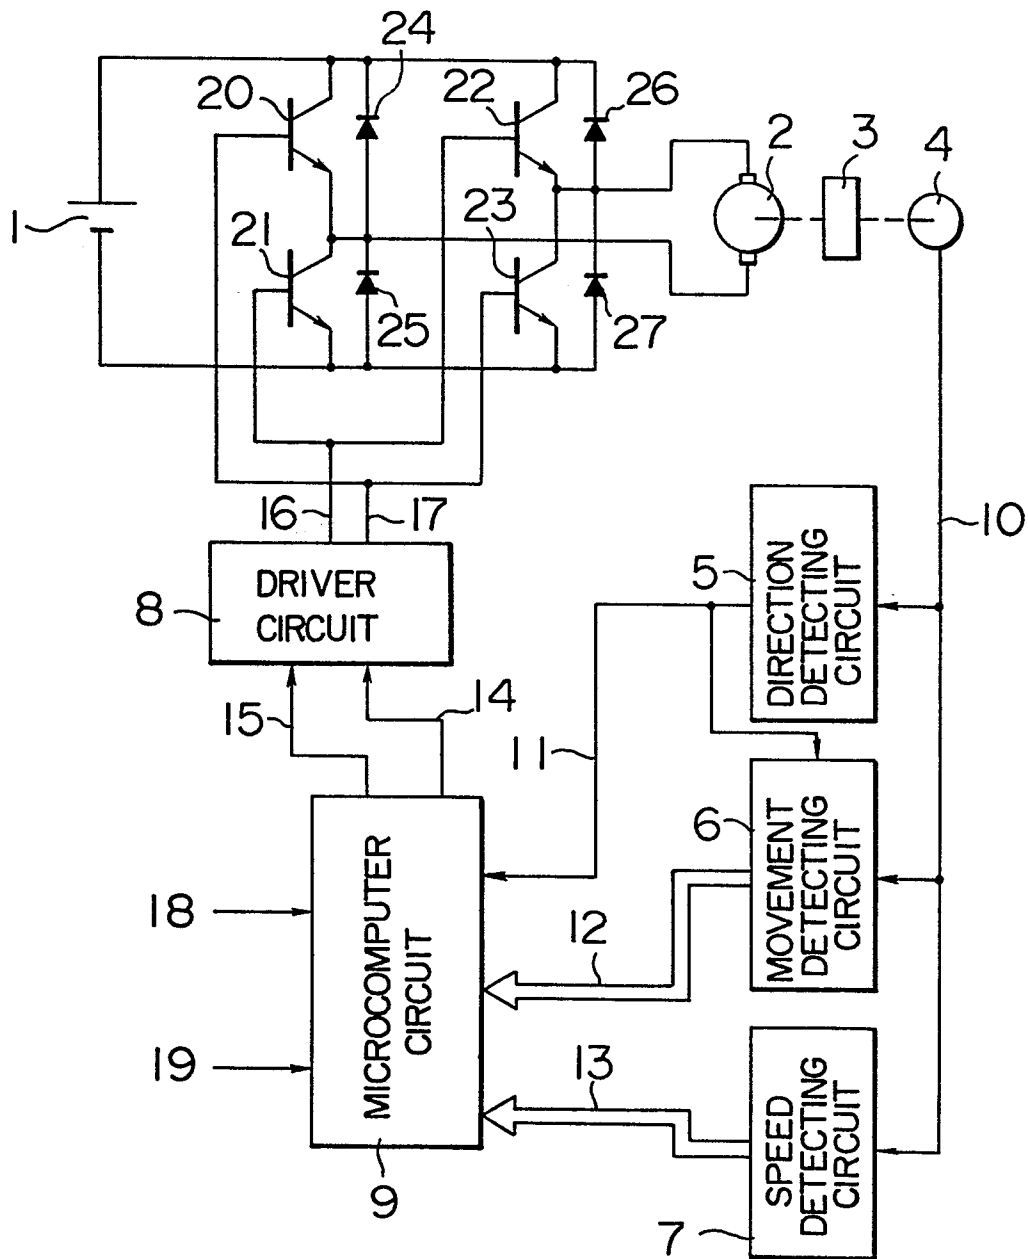 24
20
22
26
2
3
4
1
21
23
25
27
16
17
10
DRIVER
CIRCUIT
8
5
DIRECTION
DETECTING
CIRCUIT
15
14
11
6
MOVEMENT
DETECTING
CIRCUIT
MICROCOMPUTER
CIRCUIT
18
12
19
13
9
SPEED
DETECTING
CIRCUIT
7